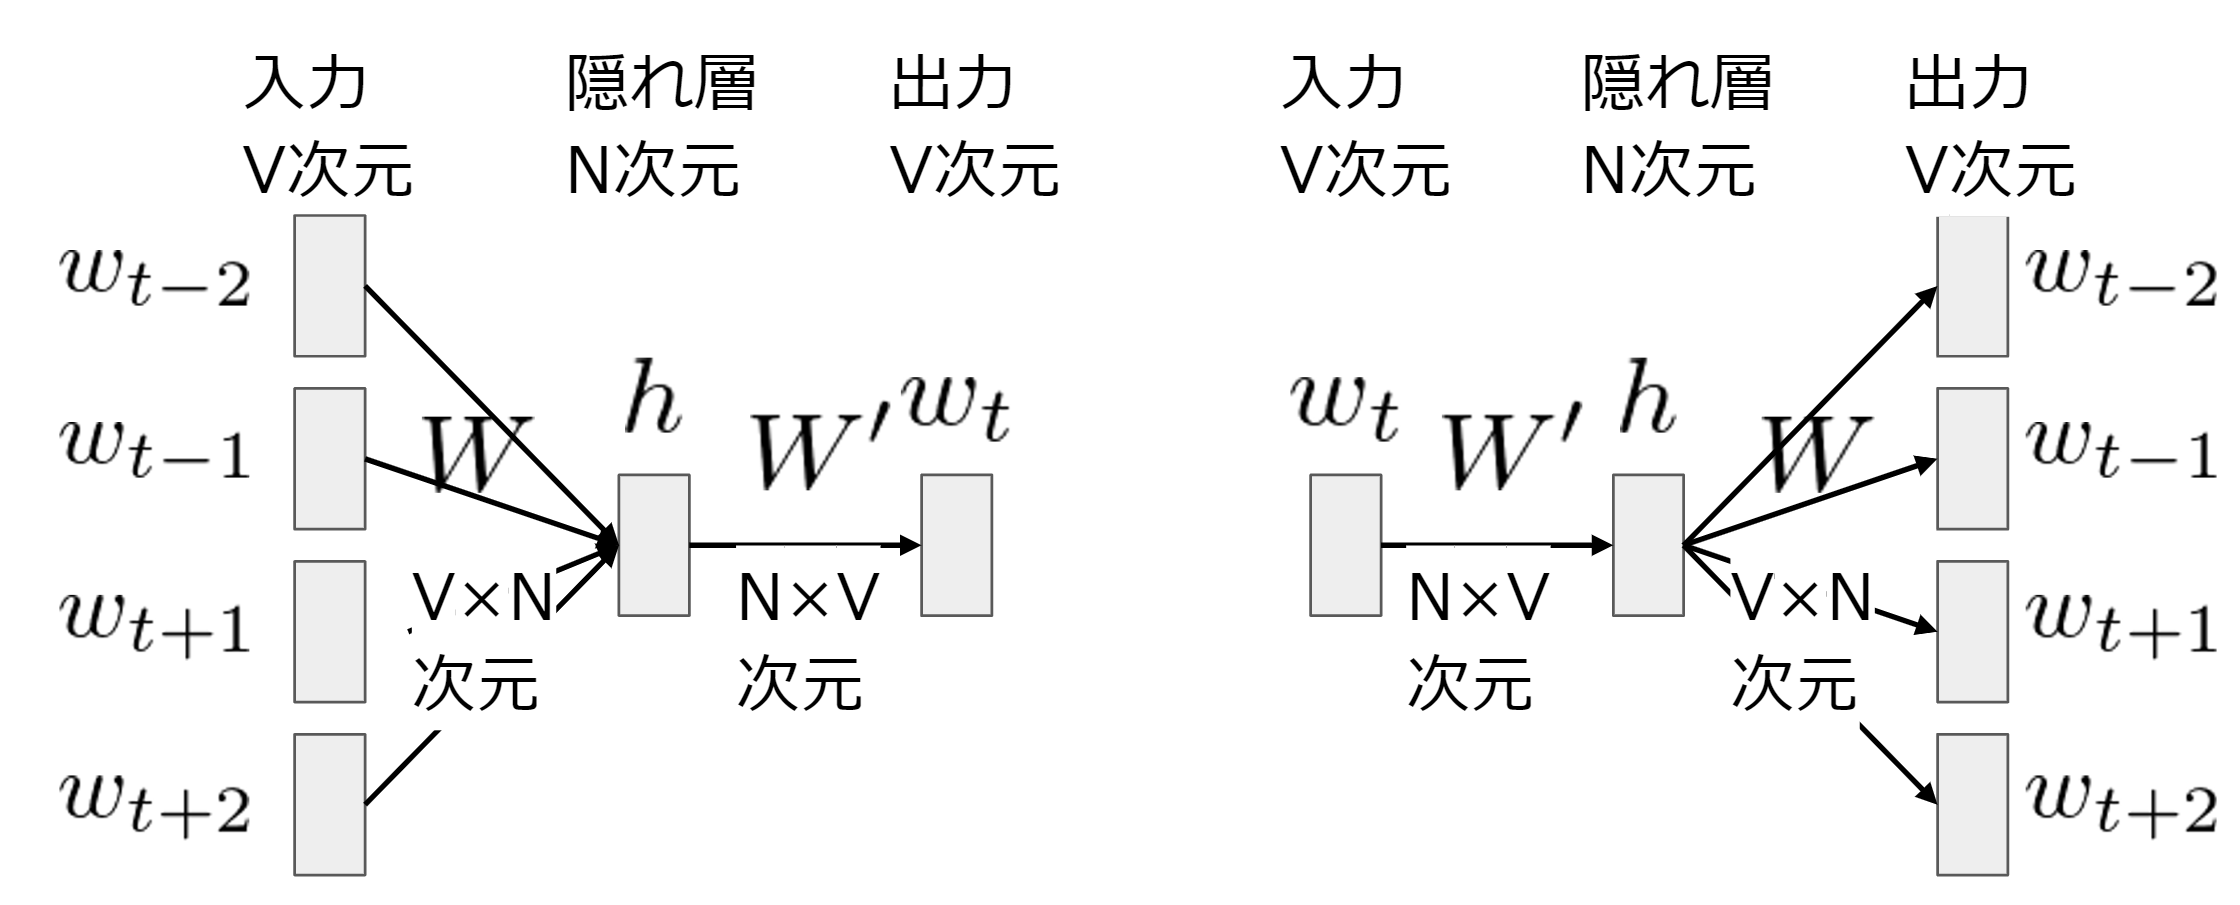 入力
V次元
隠れ層
N次元
出力
V次元
w_{t-2}
w_{t-1}
w_{t+1}
w_{t+2}
W
V×N
次元
h
W'
N×V
次元
w_t
入力
V次元
隠れ層
N次元
出力
V次元
w_t
W'
N×V
次元
h
W
V×N
次元
w_{t-2}
w_{t-1}
w_{t+1}
w_{t+2}